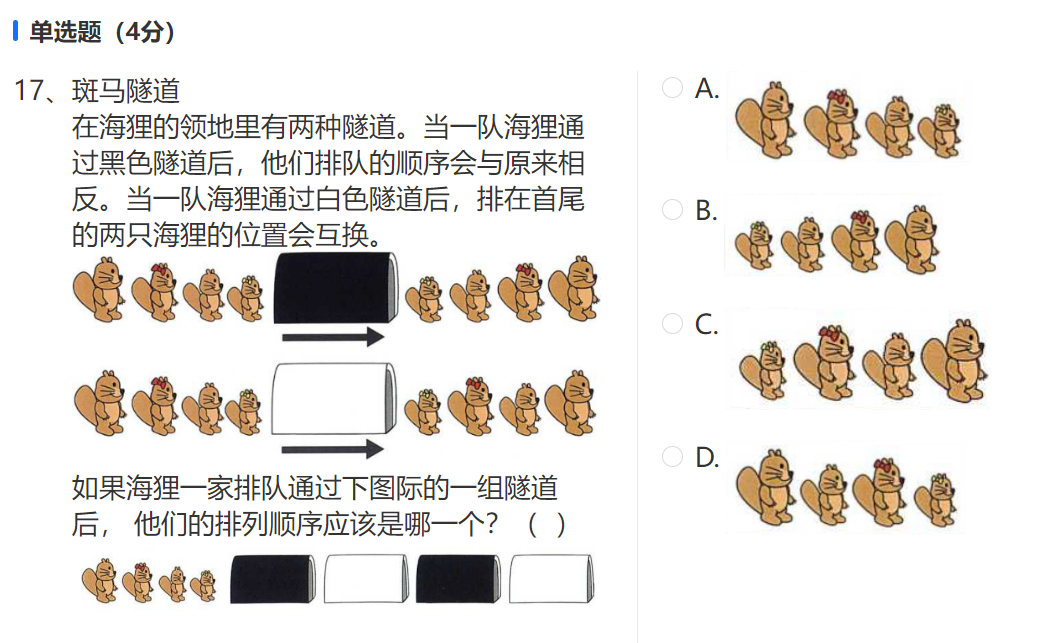 单选题（4分）
17、斑马隧道
在海狸的领地里有两种隧道。当一队海狸通
过黑色隧道后，他们排队的顺序会与原来相
反。当一队海狸通过白色隧道后，排在首尾
的两只海狸的位置会互换。
如果海狸一家排队通过下图际的一组隧道
后， 他们的排列顺序应该是哪一个？（ ）
A.
B.
C.
D.